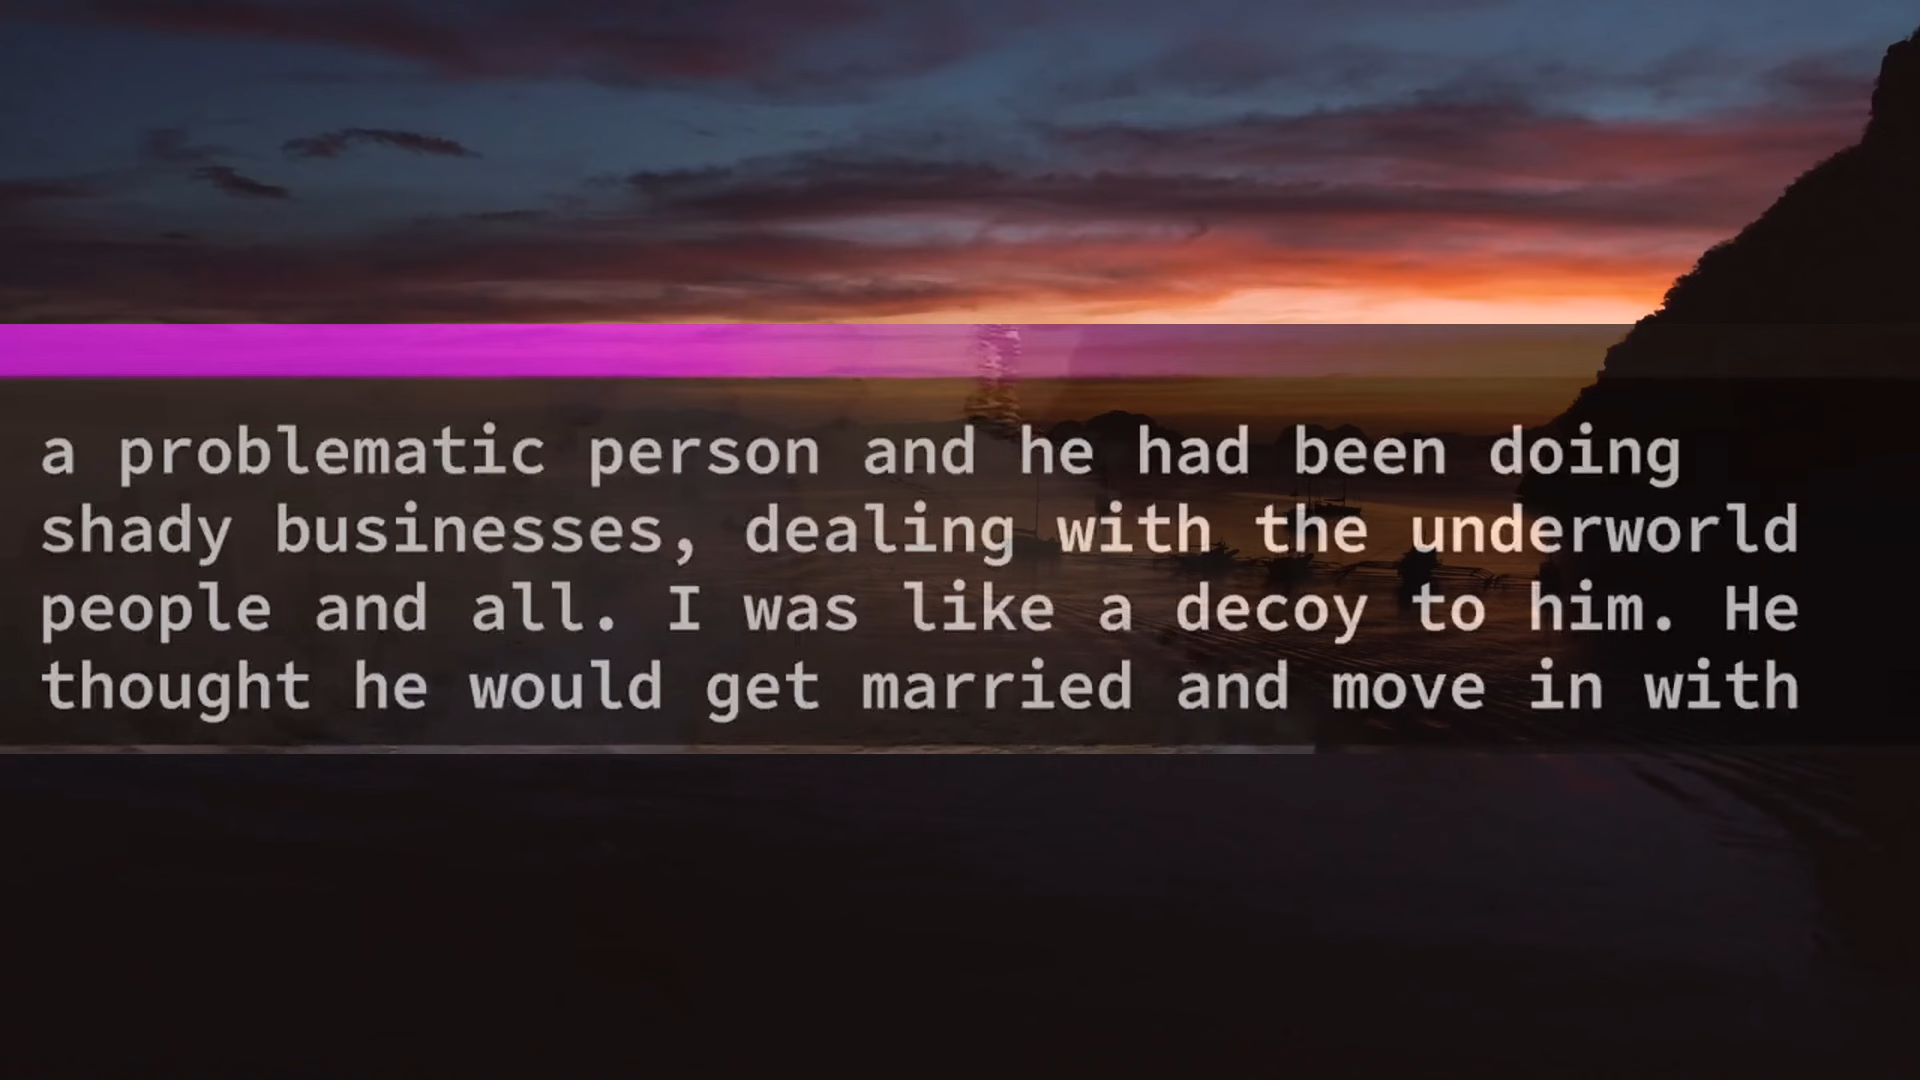 a problematic person and he had been doing
shady businesses, dealing with the underworld
people and all. I was like a decoy to him. He
thought he would get married and move in with